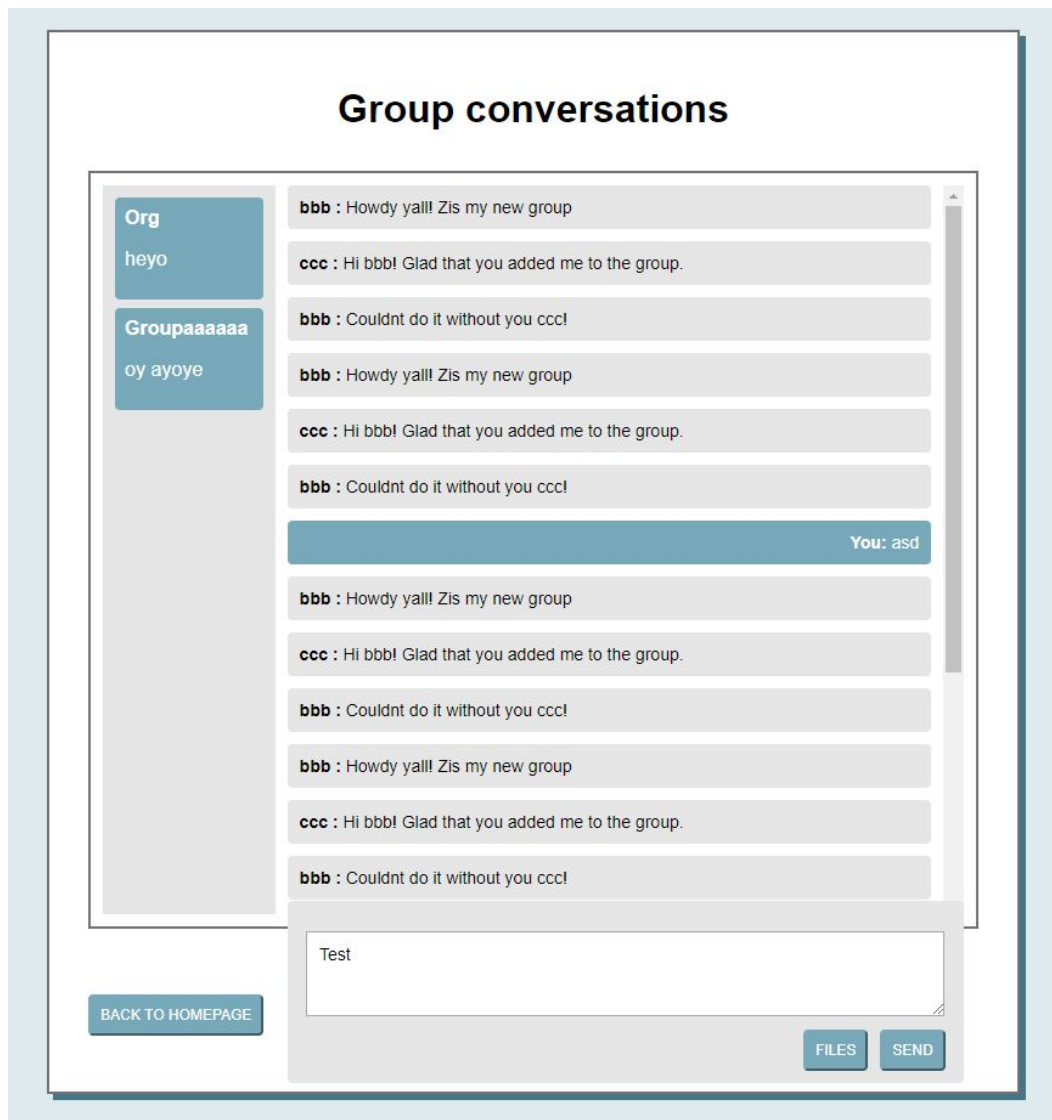 Group conversations
Org
heyo
Groupaaaaaa
oy ayoye
bbb : Howdy yall! Zis my new group
ccc : Hi bbb! Glad that you added me to the group.
bbb : Couldnt do it without you ccc!
bbb : Howdy yall! Zis my new group
ccc : Hi bbb! Glad that you added me to the group.
bbb : Couldnt do it without you ccc!
You: asd
bbb : Howdy yall! Zis my new group
ccc : Hi bbb! Glad that you added me to the group.
bbb : Couldnt do it without you ccc!
bbb : Howdy yall! Zis my new group
ccc : Hi bbb! Glad that you added me to the group.
bbb : Couldnt do it without you ccc!
Test
BACK TO HOMEPAGE
FILES
SEND